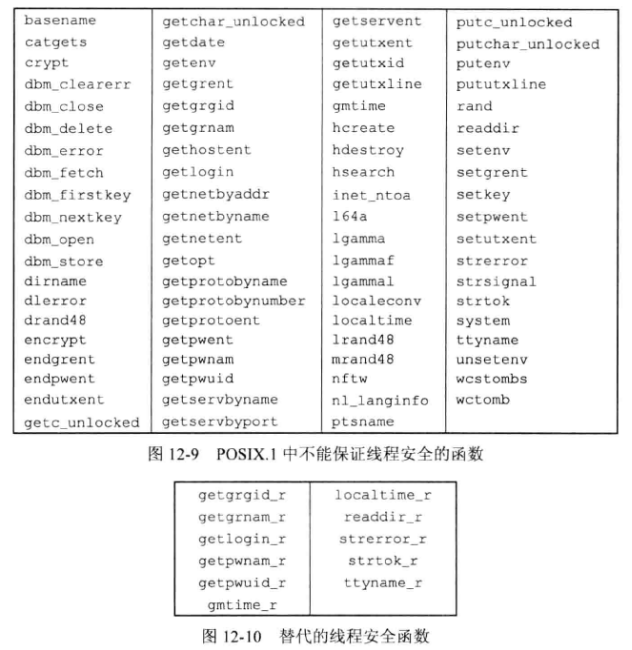 basename getchar_unlocked getservent putc_unlocked
catgets getdate getutxent putchar_unlocked
crypt getenv getutxid putenv
dbm_clearerr getgrent getutxline pututxline
dbm_close getgrgid gmtime rand
dbm_delete getgrnam hcreate readdir
dbm_error gethostent hdestroy setenv
dbm_fetch getlogin hsearch setgrent
dbm_firstkey getnetbyaddr inet_ntoa setkey
dbm_nextkey getnetbyname l64a setpwent
dbm_open getnetent lgamma setutxent
dbm_store getopt lgammaf strerror
dirname getprotobyname lgammal strsignal
dlerror getprotobynumber localeconv strtok
drand48 getprotoent localtime system
encrypt getpwent lrand48 ttyname
endgrent getpwnam mrand48 unsetenv
endpwent getpwuid nftw wcstombs
endutxent getservbyname nl_langinfo wctomb
getc_unlocked getservbyport ptsname
图 12-9 POSIX.1 中不能保证线程安全的函数
getgrgid_r localtime_r
getgrnam_r readdir_r
getlogin_r strerror_r
getpwnam_r strtok_r
getpwuid_r ttyname_r
gmtime_r
图 12-10 替代的线程安全函数